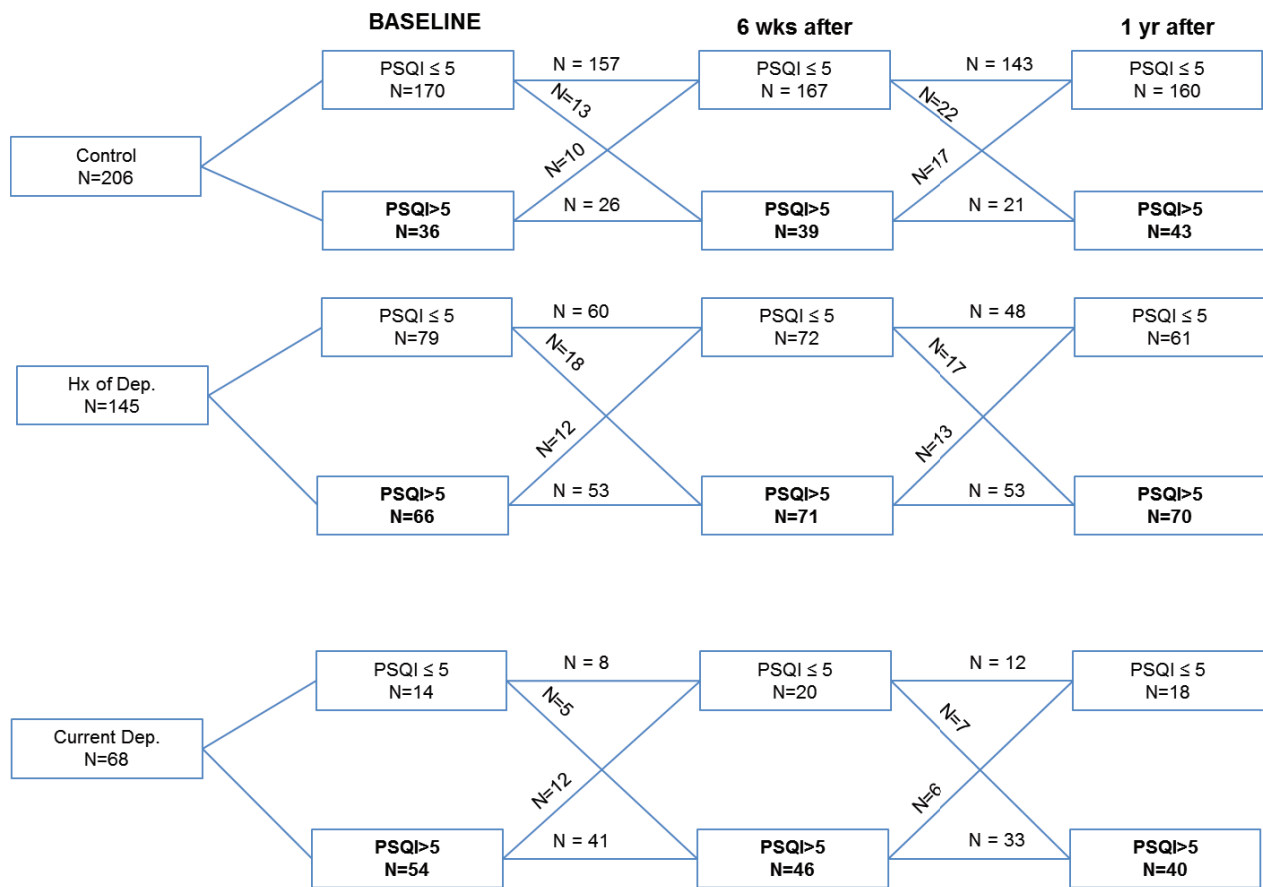 BASELINE
6 wks after
1 yr after
PSQI ≤ 5
N=170
N = 157
N=13
N=10
N = 26
PSQI ≤ 5
N = 167
N = 143
N=22
N=17
N = 21
PSQI ≤ 5
N = 160
Control
N=206
PSQI>5
N=36
PSQI>5
N=39
PSQI>5
N=43
PSQI ≤ 5
N=79
N = 60
N=18
N=12
N = 53
PSQI ≤ 5
N=72
N = 48
N=17
N=13
N = 53
PSQI ≤ 5
N=61
Hx of Dep.
N=145
PSQI>5
N=66
PSQI>5
N=71
PSQI>5
N=70
PSQI ≤ 5
N=14
N = 8
N=5
N=12
N = 41
PSQI ≤ 5
N=20
N = 12
N=7
N=6
N = 33
PSQI ≤ 5
N=18
Current Dep.
N=68
PSQI>5
N=54
PSQI>5
N=46
PSQI>5
N=40